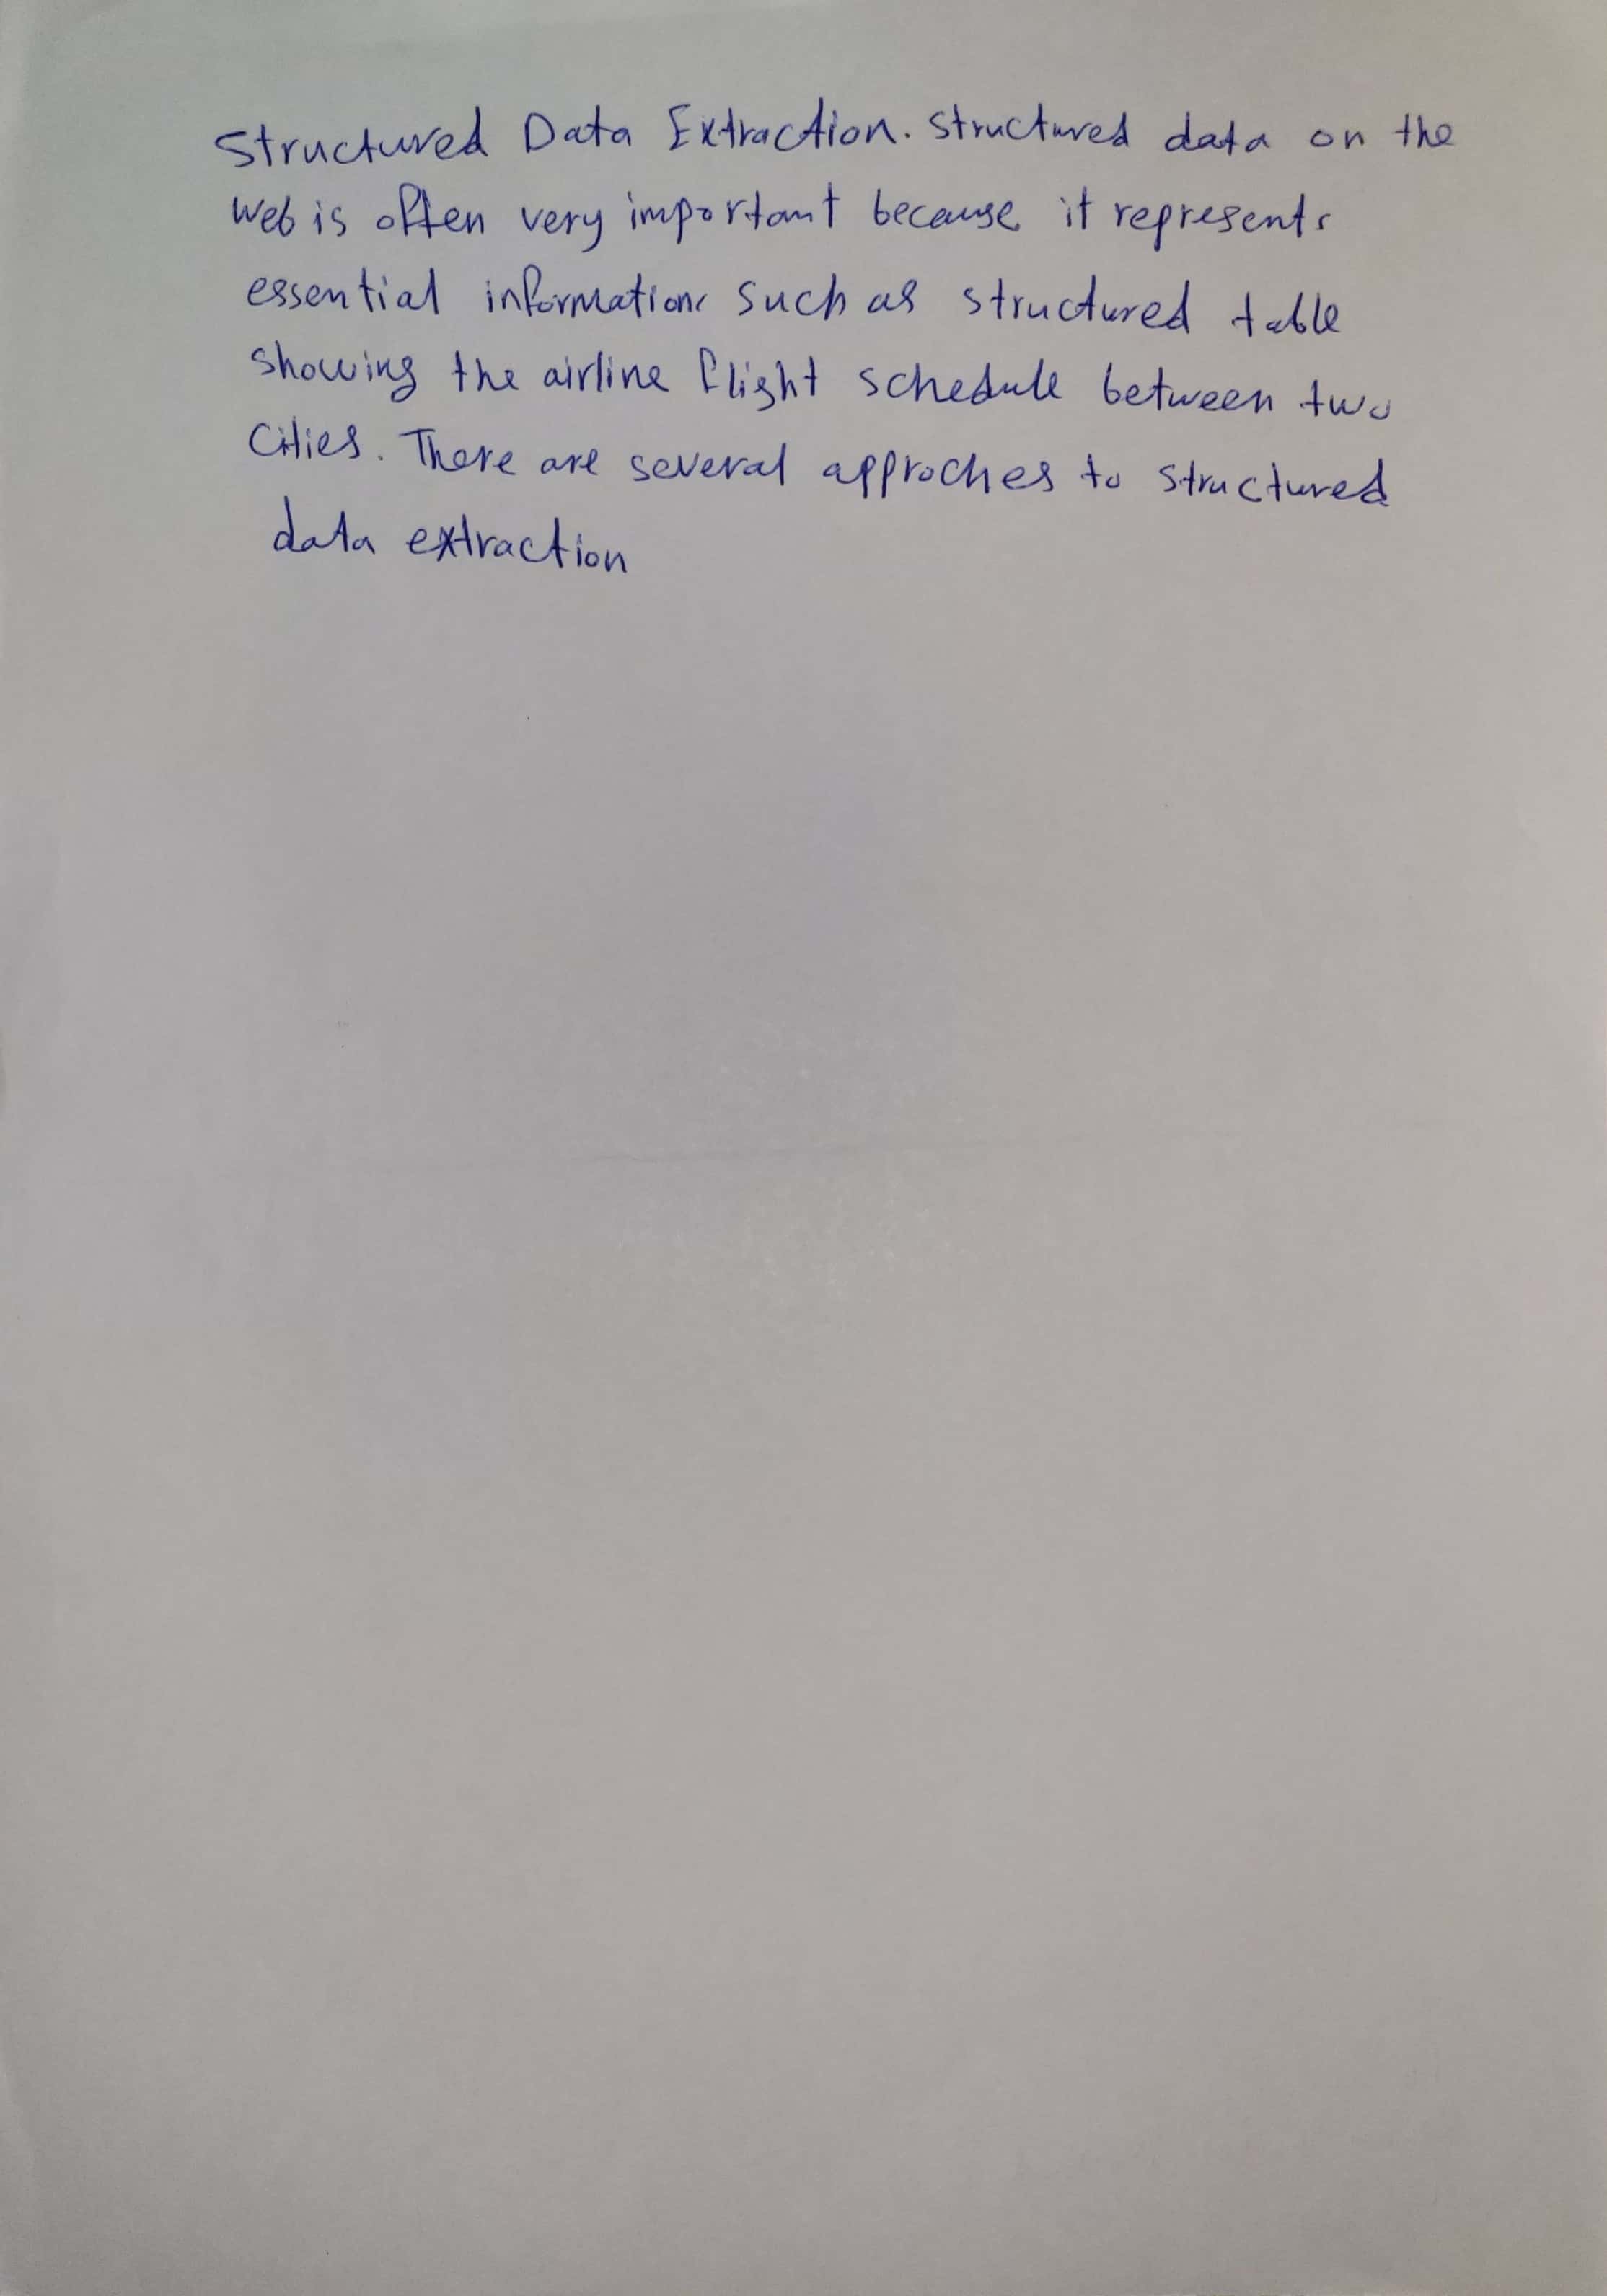 Structured Data Extraction. Structured data on the
Web is often very important because it represents
essential information, such as structured table
showing the airline flight schedule between two
Cities. There are several approches to structured
data extraction